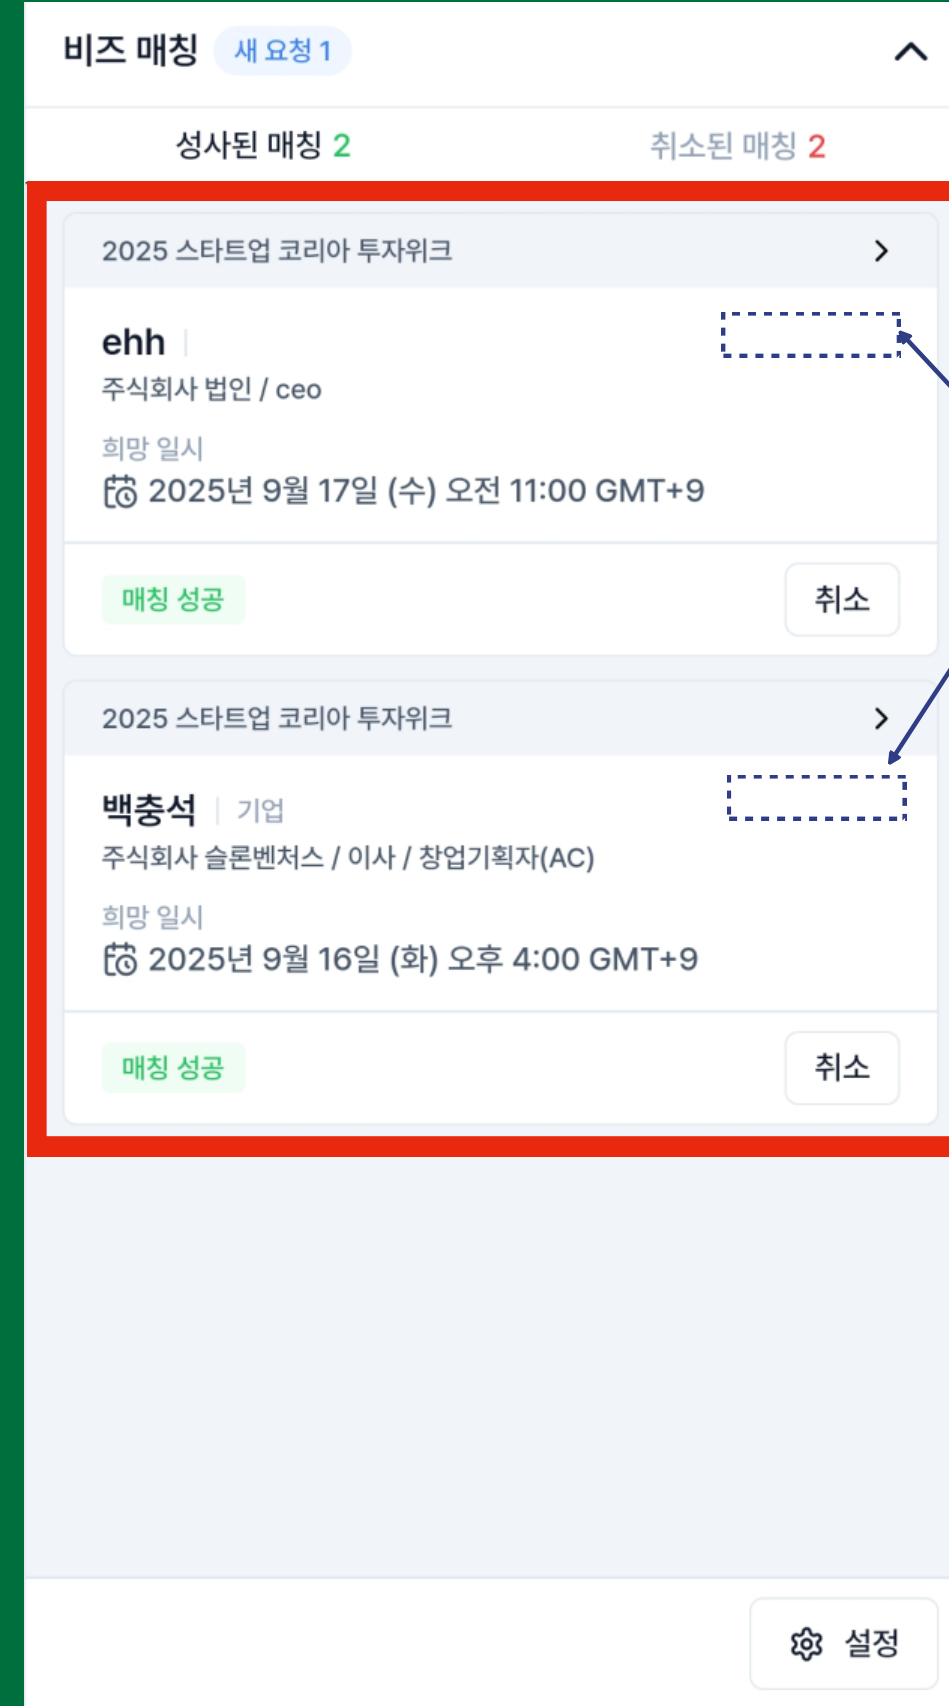 비즈 매칭 새 요청 1
성사된 매칭 2 취소된 매칭 2
2025 스타트업 코리아 투자위크
ehh
주식회사 법인 / ceo
희망 일시
2025년 9월 17일 (수) 오전 11:00 GMT+9
매칭 성공 취소
2025 스타트업 코리아 투자위크
백충석 | 기업
주식회사 슬론벤처스 / 이사 / 창업기획자(AC)
희망 일시
2025년 9월 16일 (화) 오후 4:00 GMT+9
매칭 성공 취소
설정